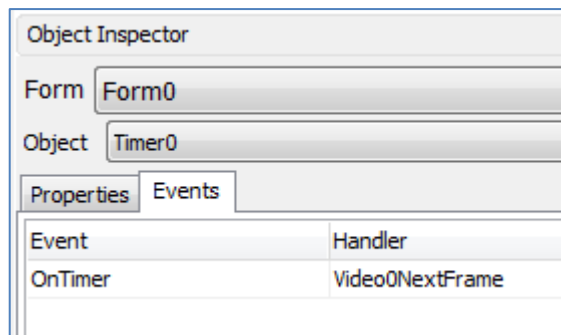 Object Inspector
Form Form0
Object Timer0
Properties Events
Event Handler
OnTimer Video0NextFrame